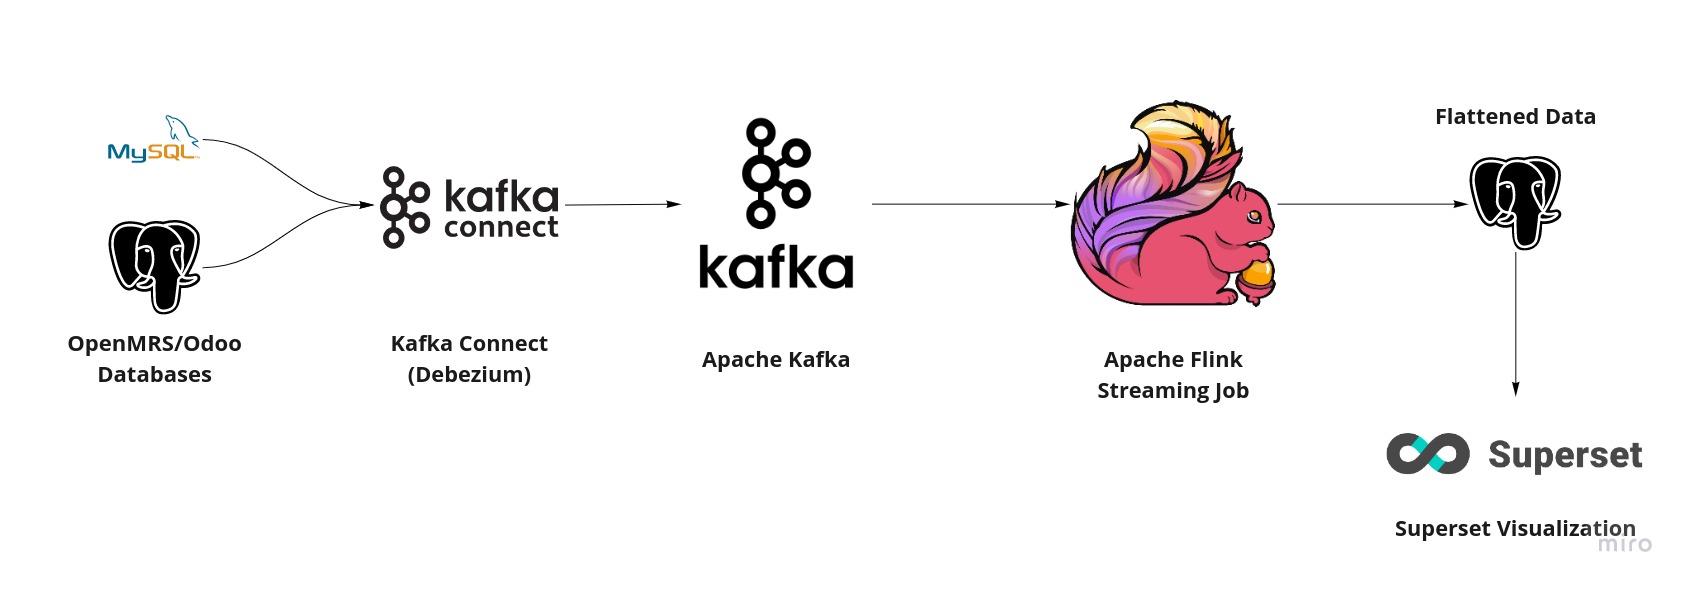 MySQL
OpenMRS/Odoo
Databases
kafka
connect
Kafka Connect
(Debezium)
kafka
Apache Kafka
Apache Flink
Streaming Job
Flattened Data
Superset
Superset Visualization
miro